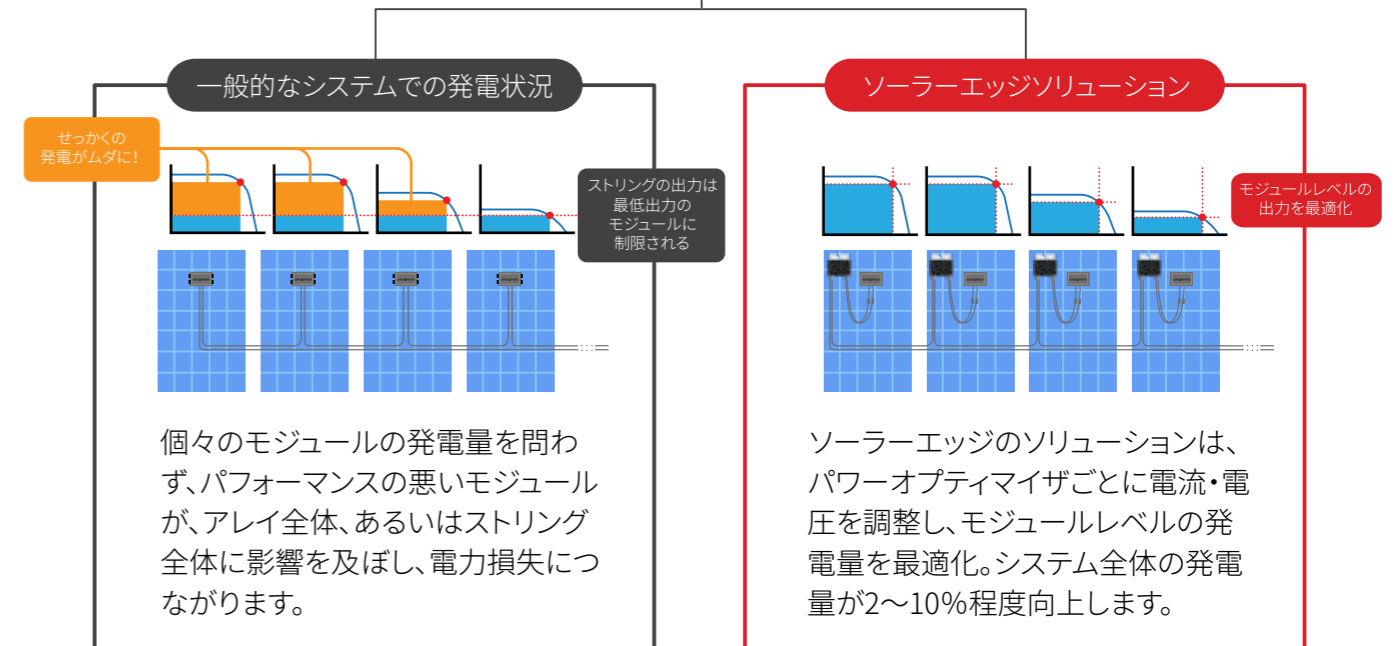 一般的なシステムでの発電状況
せっかくの
発電がムダに!
ストリングの出力は
最低出力の
モジュールに
制限される
個々のモジュールの発電量を問わ
ず、パフォーマンスの悪いモジュール
が、アレイ全体、あるいはストリング
全体に影響を及ぼし、電力損失につ
ながります。
ソーラーエッジソリューション
モジュールレベルの
出力を最適化
ソーラーエッジのソリューションは、
パワーオプティマイザごとに電流・電
圧を調整し、モジュールレベルの発
電量を最適化。システム全体の発電
量が2〜10%程度向上します。